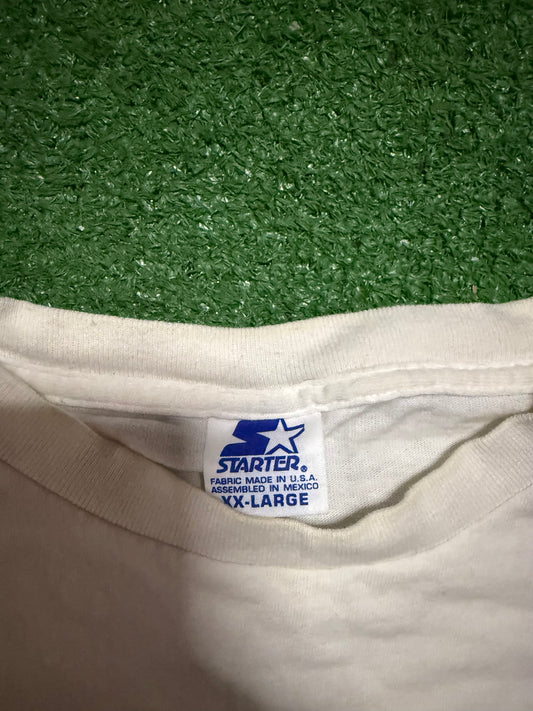 STARTER®
FABRIC MADE IN U.S.A.
ASSEMBLED IN MEXICO
XX-LARGE